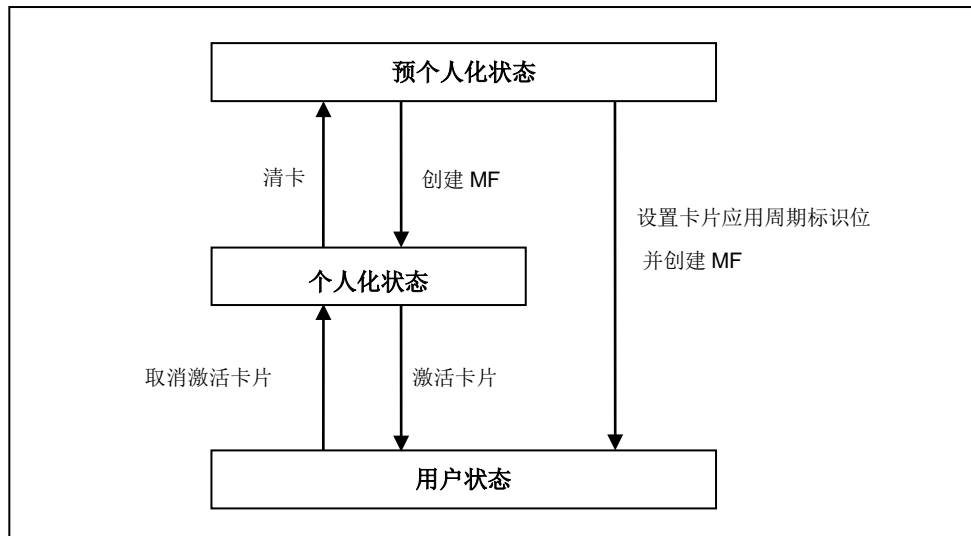 预个人化状态
清卡
创建 MF
设置卡片应用周期标识位
并创建 MF
个人化状态
取消激活卡片
激活卡片
用户状态